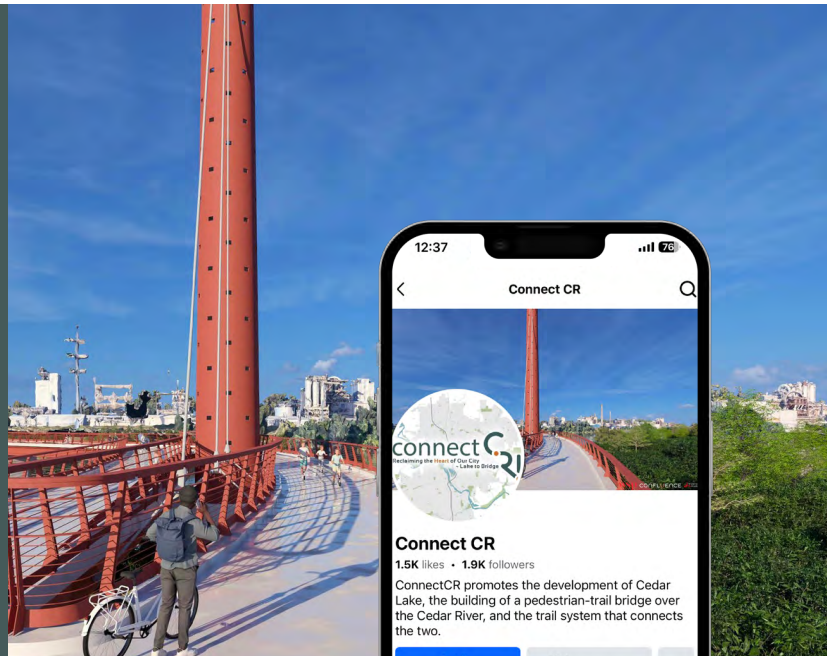 12:37
76
Connect CR
connect CR
Reclaiming the Heart of Our City
- Lake to Bridge
CONFLUENCE
Connect CR
1.5K likes • 1.9K followers
ConnectCR promotes the development of Cedar
Lake, the building of a pedestrian-trail bridge over
the Cedar River, and the trail system that connects
the two.